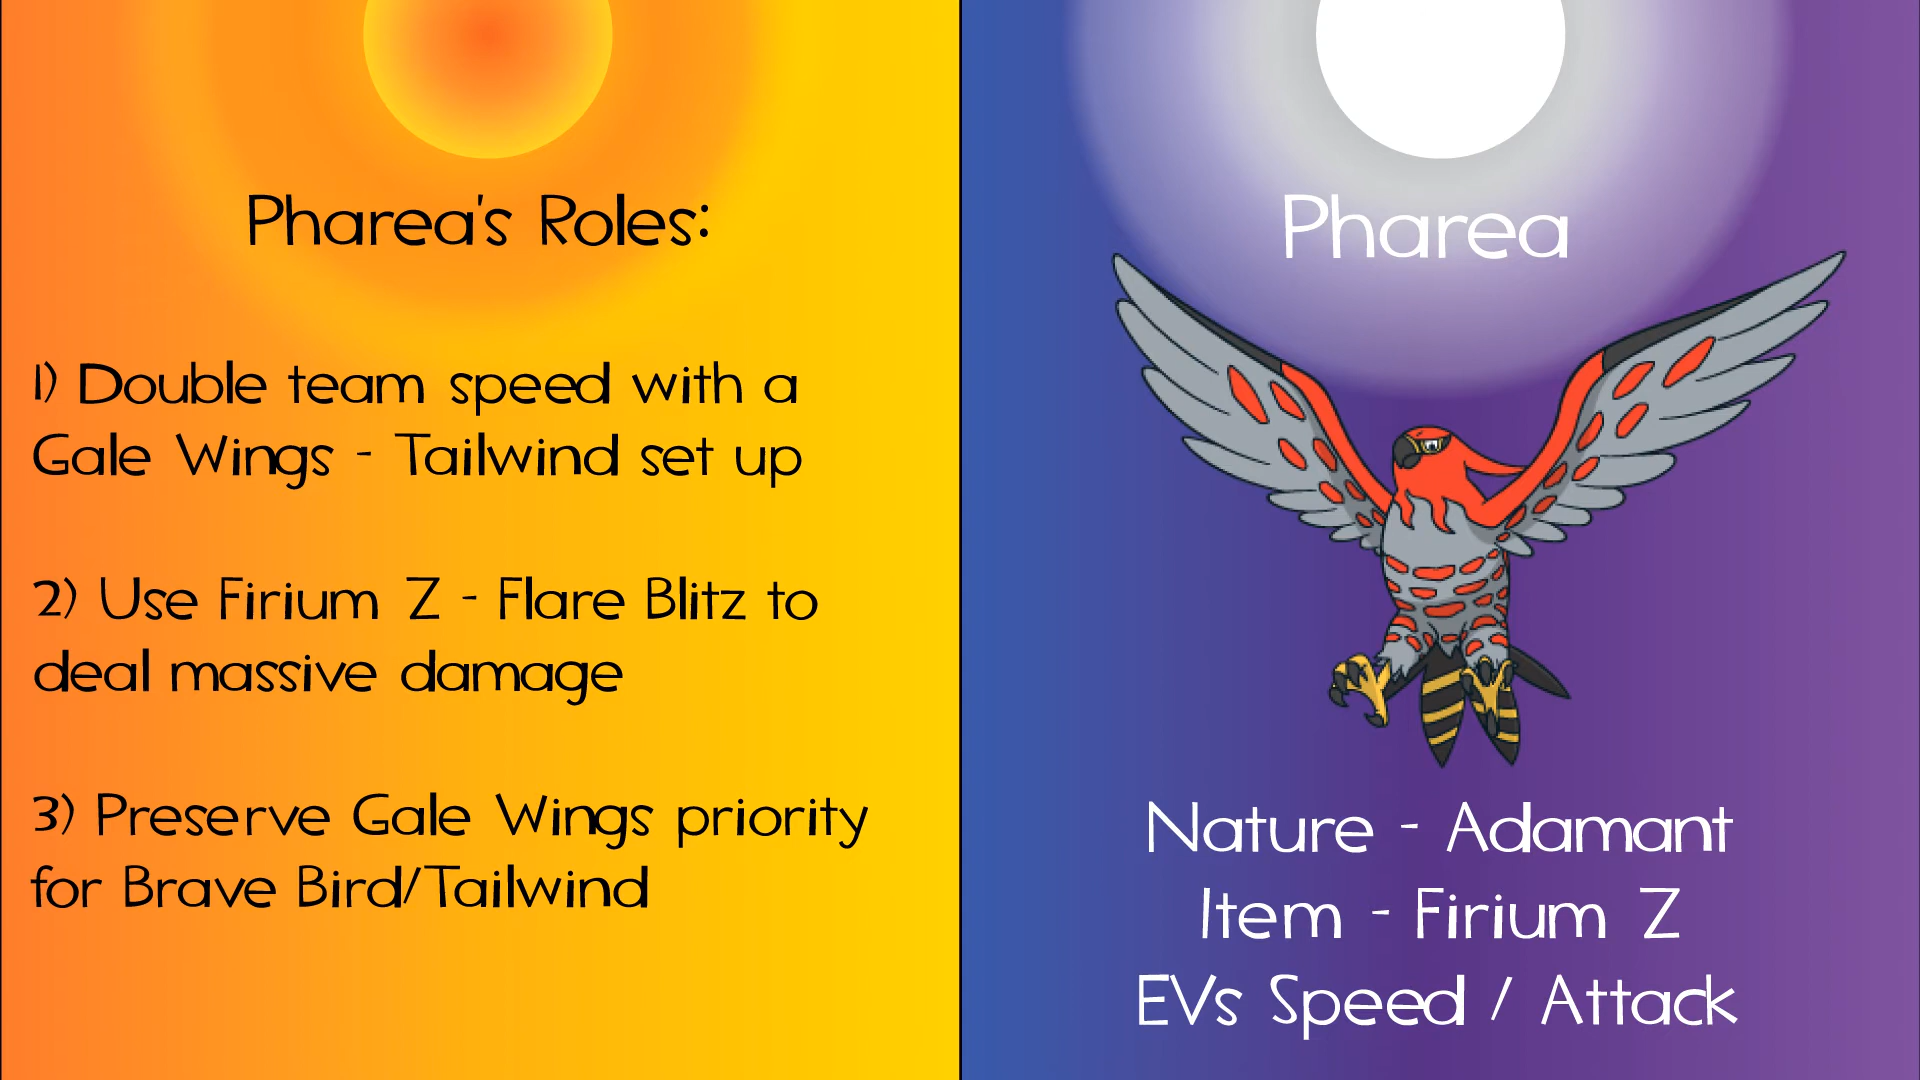 Pharea's Roles:
1) Double team speed with a
Gale Wings - Tailwind set up
2) Use Firium Z - Flare Blitz to
deal massive damage
3) Preserve Gale Wings priority
for Brave Bird/Tailwind
Pharea
Nature - Adamant
Item - Firium Z
EVs Speed / Attack